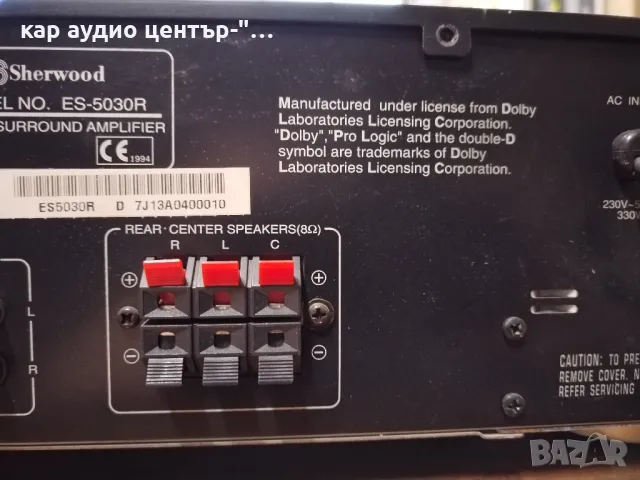 кар аудио център-"...
Sherwood
EL NO. ES-5030R
SURROUND AMPLIFIER
CE 1994
ES5030R D 7J13A0400010
Manufactured under license from Dolby
Laboratories Licensing Corporation.
"Dolby","Pro Logic" and the double-D
symbol are trademarks of Dolby
Laboratories Licensing Corporation.
AC IN
230V~5
330
REAR·CENTER SPEAKERS(8Ω)
R L C
+ +
− −
L
R
CAUTION: TO PRE
REMOVE COVER. N
REFER SERVICING
BAZAR